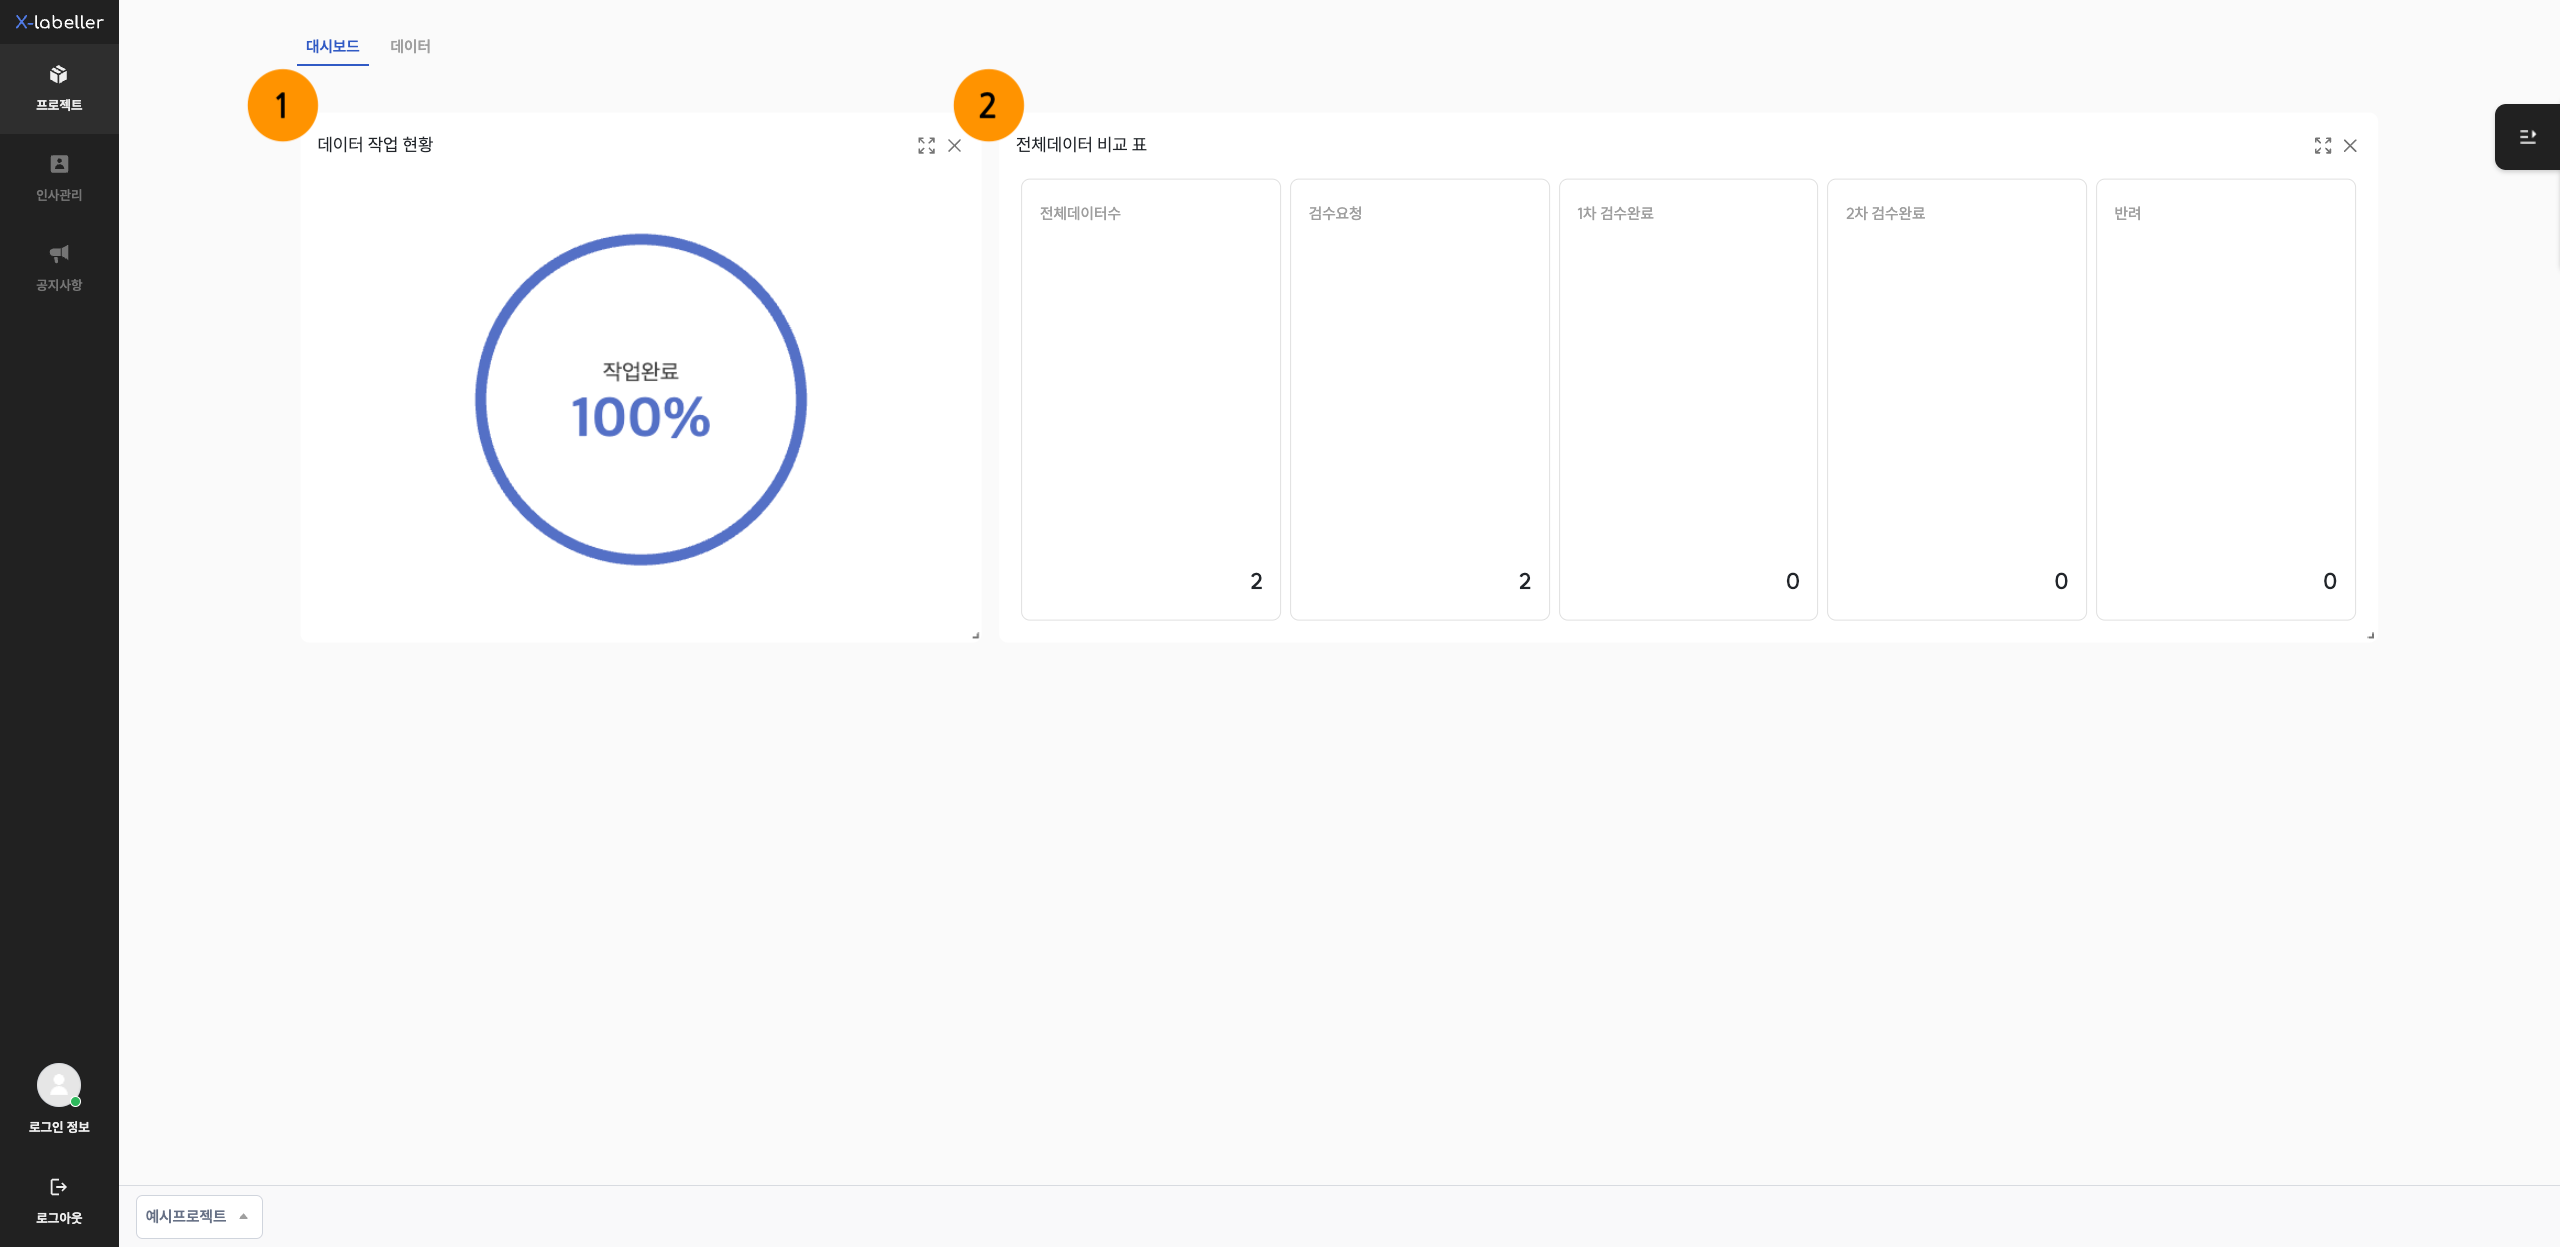 X-labeller
프로젝트
인사관리
공지사항
로그인 정보
로그아웃
대시보드
데이터
1
데이터 작업 현황
작업완료
100%
2
전체데이터 비교 표
전체데이터수
2
검수요청
2
1차 검수완료
0
2차 검수완료
0
반려
0
예시프로젝트